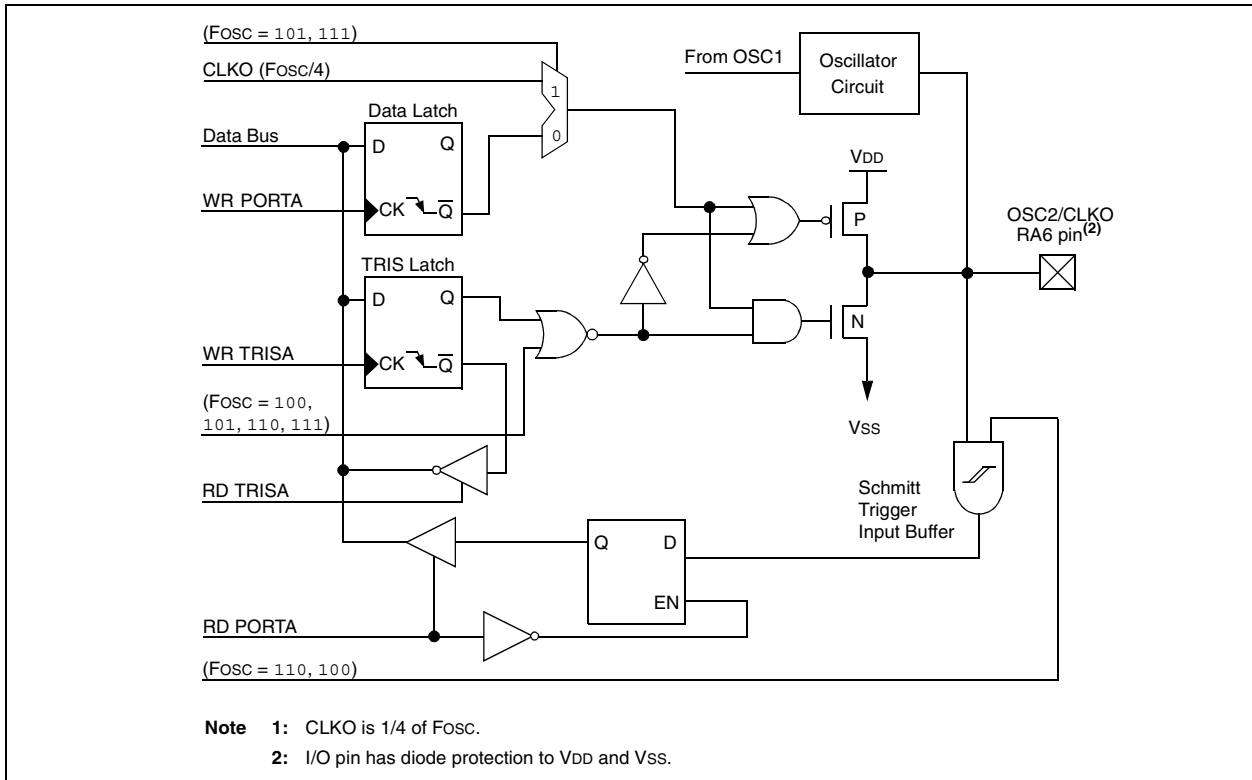 (FOSC = 101, 111)
CLKO (FOSC/4)
From OSC1
Oscillator
Circuit
1
0
Data Latch
Data Bus
D
Q
WR PORTA
CK
Q̅
VDD
P
OSC2/CLKO
RA6 pin(2)
TRIS Latch
D
Q
N
WR TRISA
CK
Q̅
(FOSC = 100,
101, 110, 111)
VSS
RD TRISA
Schmitt
Trigger
Input Buffer
Q
D
EN
RD PORTA
(FOSC = 110, 100)
Note 1: CLKO is 1/4 of FOSC.
2: I/O pin has diode protection to VDD and VSS.